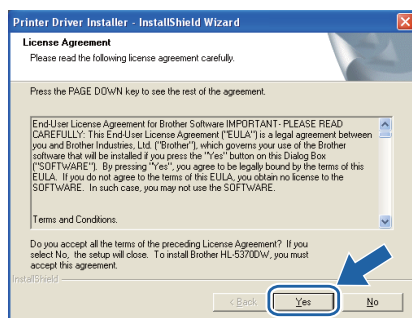 Printer Driver Installer - InstallShield Wizard
License Agreement
Please read the following license agreement carefully.
Press the PAGE DOWN key to see the rest of the agreement.
End-User License Agreement for Brother Software IMPORTANT- PLEASE READ
CAREFULLY: This End-User License Agreement ("EULA") is a legal agreement between
you and Brother Industries, Ltd. ("Brother"), which governs your use of the Brother
software that will be installed if you press the "Yes" button on this Dialog Box
("SOFTWARE"). By pressing "Yes", you agree to be legally bound by the terms of this
EULA. If you do not agree to the terms of this EULA, you obtain no license to the
SOFTWARE. In such case, you may not use the SOFTWARE.
Terms and Conditions.
Do you accept all the terms of the preceding License Agreement? If you
select No, the setup will close. To install Brother HL-5370DW, you must
accept this agreement.
InstallShield
< Back Yes No